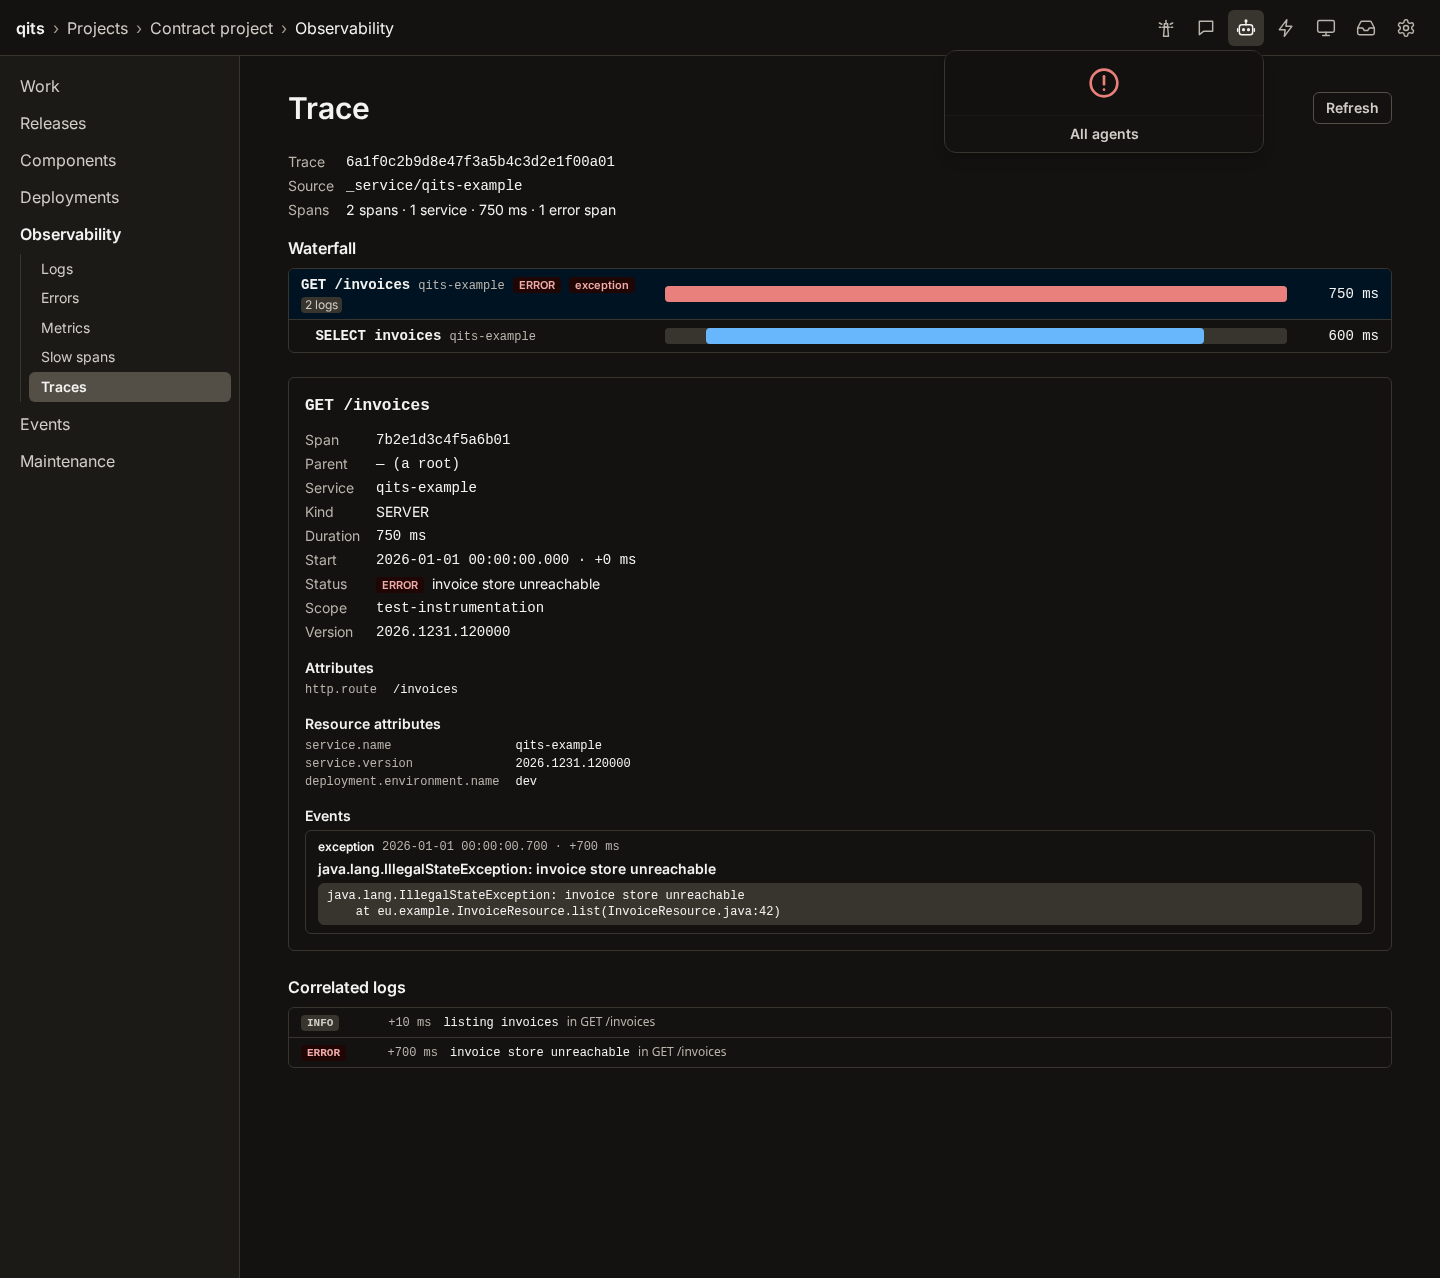 qits › Projects › Contract project › Observability
All agents
Work
Releases
Components
Deployments
Observability
Logs
Errors
Metrics
Slow spans
Traces
Events
Maintenance
Trace
Refresh
Trace 6a1f0c2b9d8e47f3a5b4c3d2e1f00a01
Source _service/qits-example
Spans 2 spans · 1 service · 750 ms · 1 error span
Waterfall
GET /invoices qits-example ERROR exception
2 logs
750 ms
SELECT invoices qits-example 600 ms
GET /invoices
Span 7b2e1d3c4f5a6b01
Parent — (a root)
Service qits-example
Kind SERVER
Duration 750 ms
Start 2026-01-01 00:00:00.000 · +0 ms
Status ERROR invoice store unreachable
Scope test-instrumentation
Version 2026.1231.120000
Attributes
http.route /invoices
Resource attributes
service.name qits-example
service.version 2026.1231.120000
deployment.environment.name dev
Events
exception 2026-01-01 00:00:00.700 · +700 ms
java.lang.IllegalStateException: invoice store unreachable
java.lang.IllegalStateException: invoice store unreachable
at eu.example.InvoiceResource.list(InvoiceResource.java:42)
Correlated logs
INFO +10 ms listing invoices in GET /invoices
ERROR +700 ms invoice store unreachable in GET /invoices